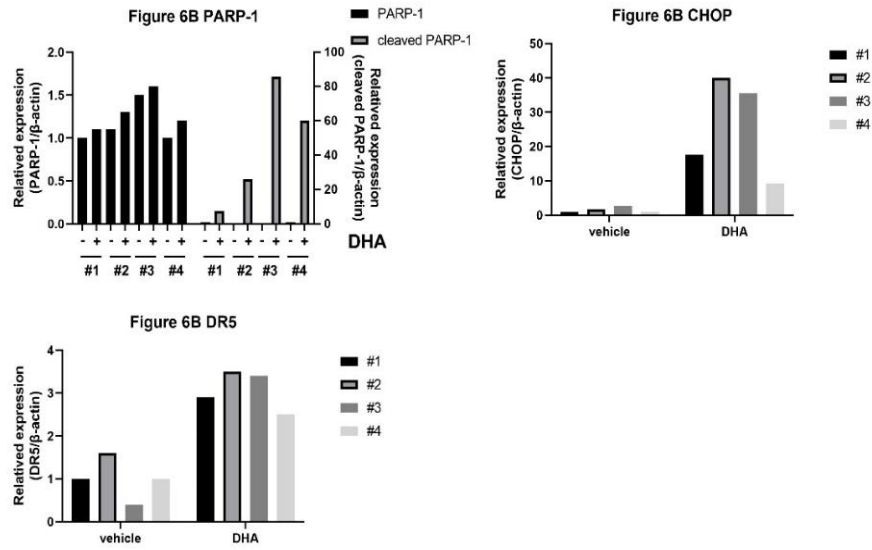 Figure 6B PARP-1
PARP-1
cleaved PARP-1
Relatived expression
(PARP-1/β-actin)
2.0
1.5
1.0
0.5
0.0
100
80
60
40
20
0
Relatived expression
(cleaved PARP-1/β-actin)
- + - + - + - + - + - + - + - +
DHA
#1 #2 #3 #4 #1 #2 #3 #4
Figure 6B CHOP
Relatived expression
(CHOP/β-actin)
50
40
30
20
10
0
vehicle DHA
#1
#2
#3
#4
Figure 6B DR5
Relatived expression
(DR5/β-actin)
4
3
2
1
0
vehicle DHA
#1
#2
#3
#4